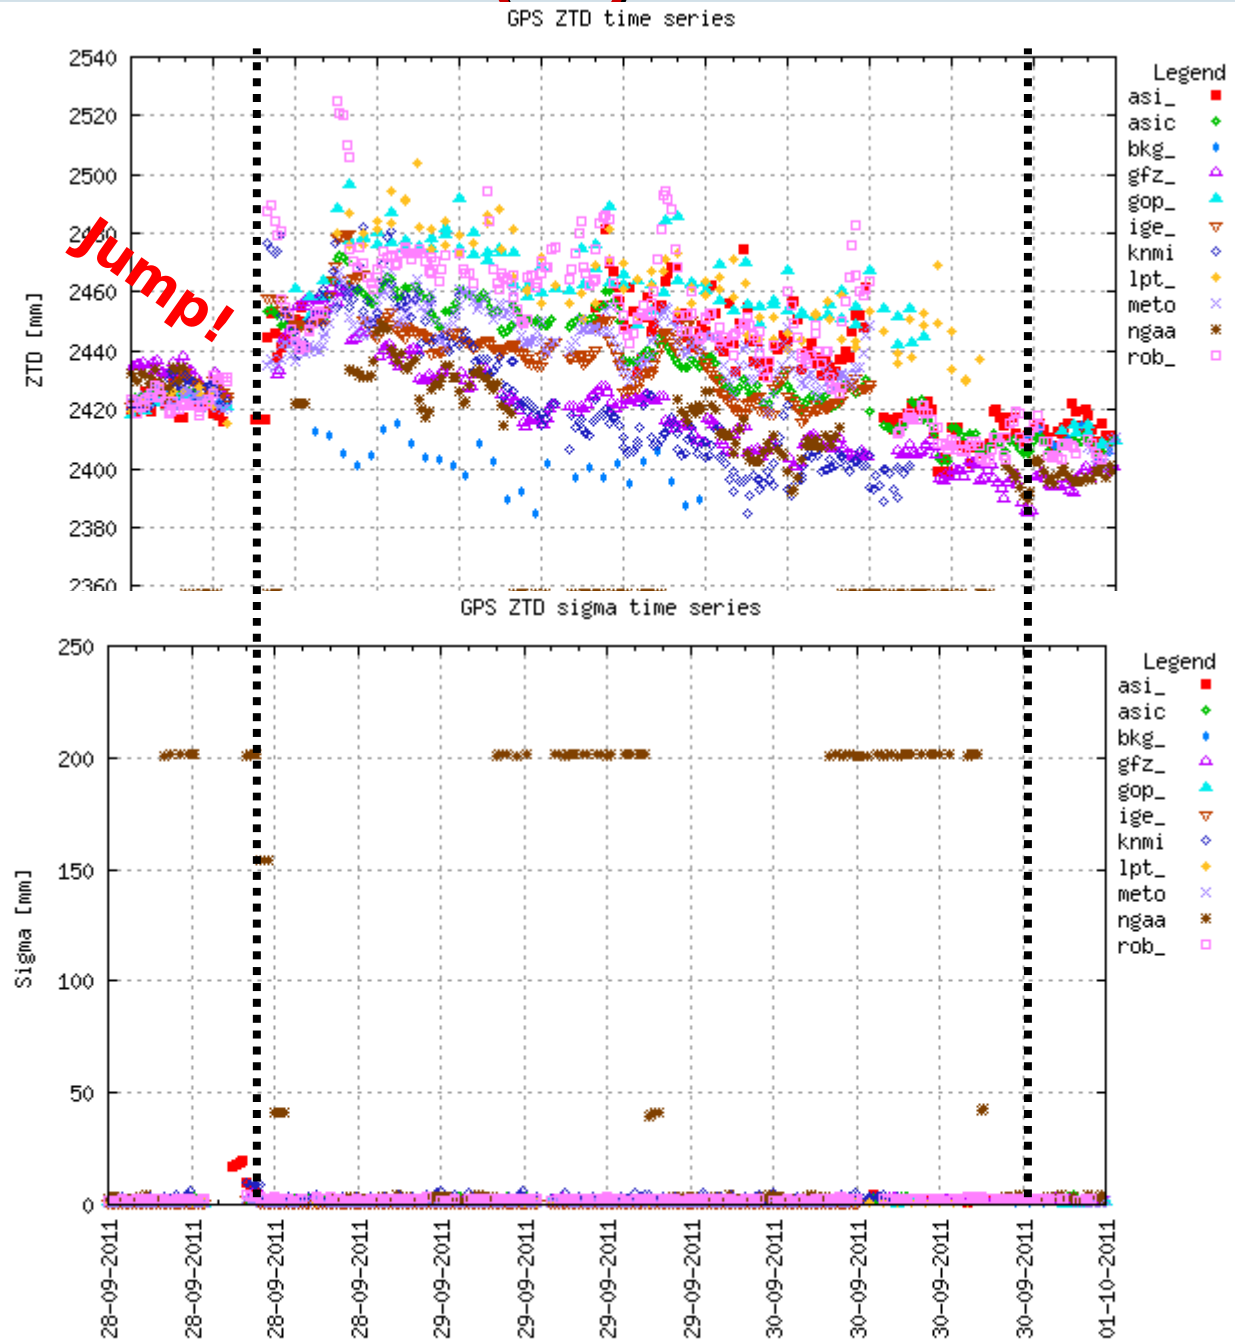 GPS ZTD time series
2540
2520
2500
2480
2460
2440
2420
2400
2380
2360
ZTD [mm]
Jump!
Legend
asi_
asic
bkg_
gfz_
gop_
ige_
knmi
lpt_
meto
ngaa
rob_
GPS ZTD sigma time series
250
200
150
100
50
0
Sigma [mm]
Legend
asi_
asic
bkg_
gfz_
gop_
ige_
knmi
lpt_
meto
ngaa
rob_
28-09-2011
28-09-2011
28-09-2011
28-09-2011
29-09-2011
29-09-2011
29-09-2011
29-09-2011
30-09-2011
30-09-2011
30-09-2011
30-09-2011
01-10-2011